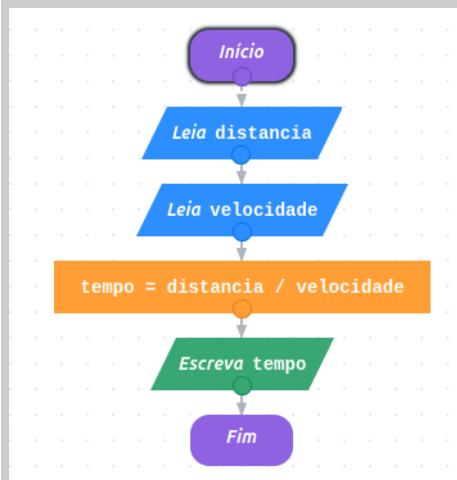 Início
Leia distancia
Leia velocidade
tempo = distancia / velocidade
Escreva tempo
Fim